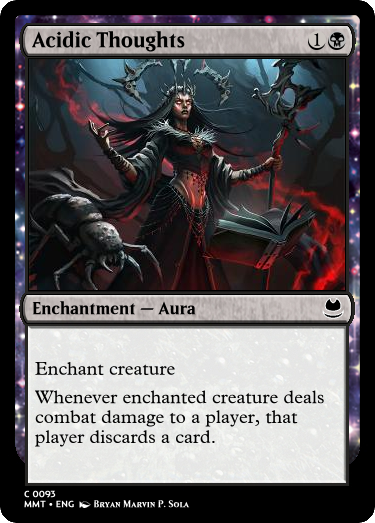 Acidic Thoughts 1
Enchantment — Aura
Enchant creature
Whenever enchanted creature deals
combat damage to a player, that
player discards a card.
C 0093
MMT • ENG Bryan Marvin P. Sola